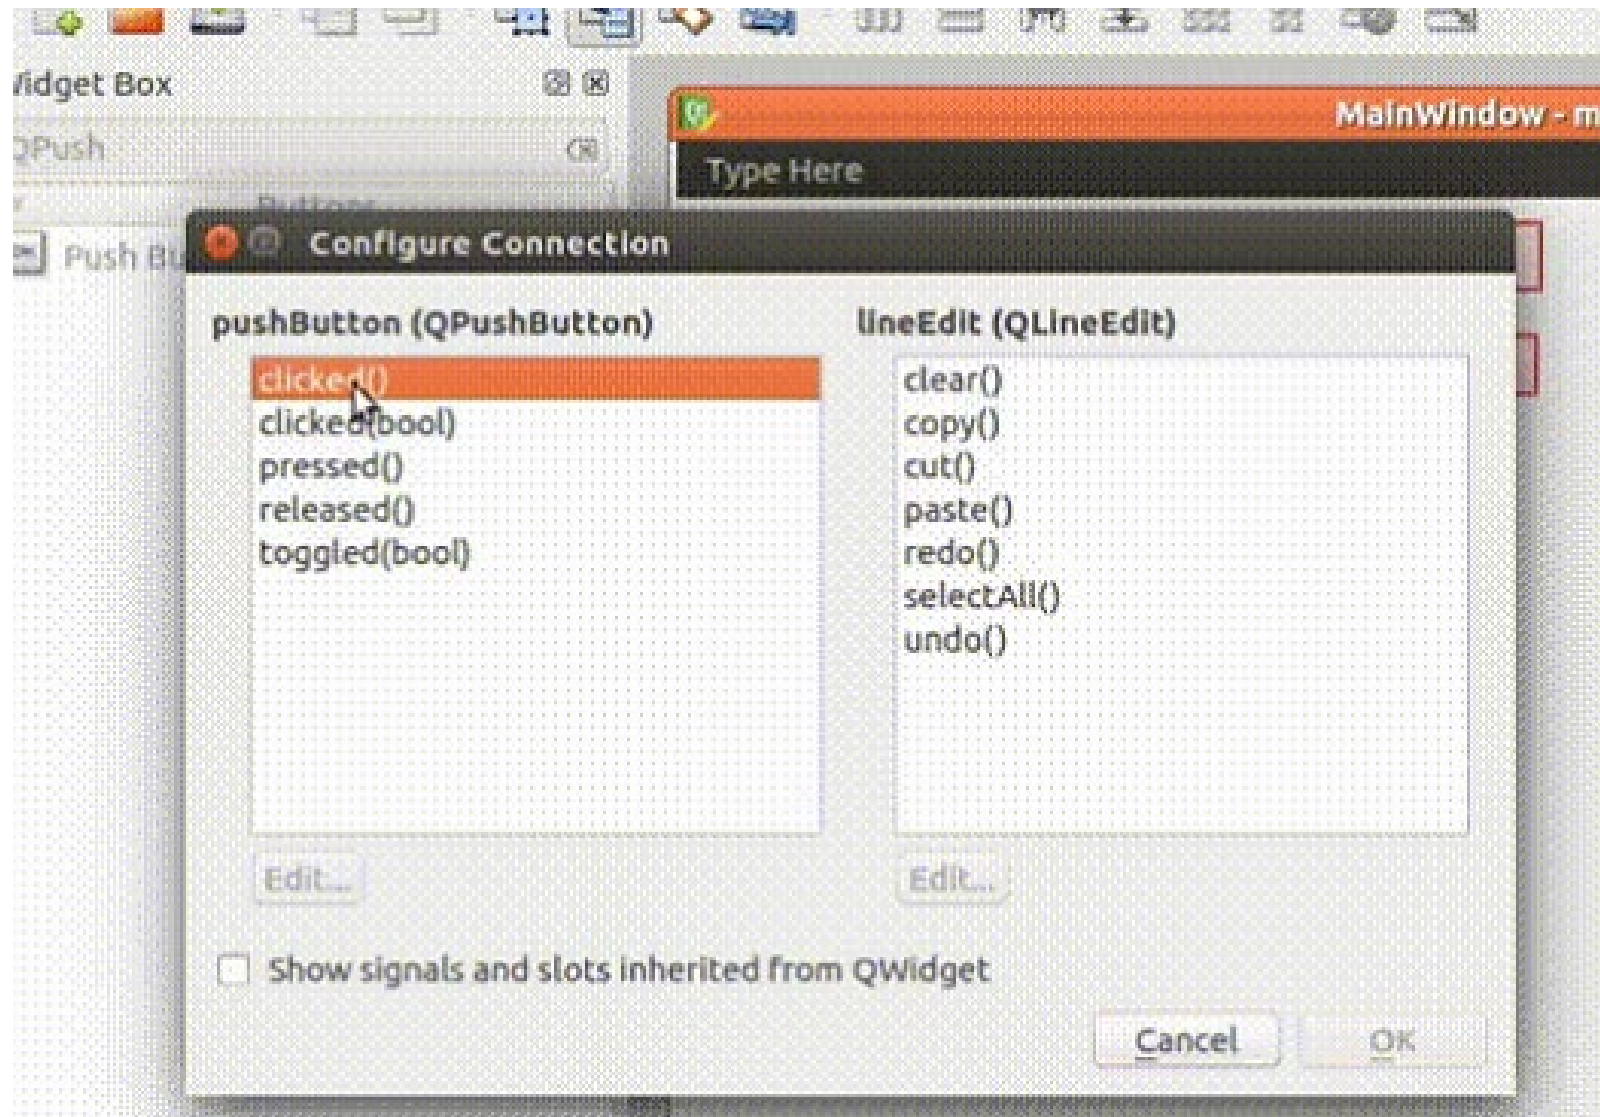 Widget Box
QPush
Buttons
Push Bu
MainWindow - m
Type Here
Configure Connection
pushButton (QPushButton)
clicked()
clicked(bool)
pressed()
released()
toggled(bool)
Edit...
lineEdit (QLineEdit)
clear()
copy()
cut()
paste()
redo()
selectAll()
undo()
Edit...
Show signals and slots inherited from QWidget
Cancel
OK